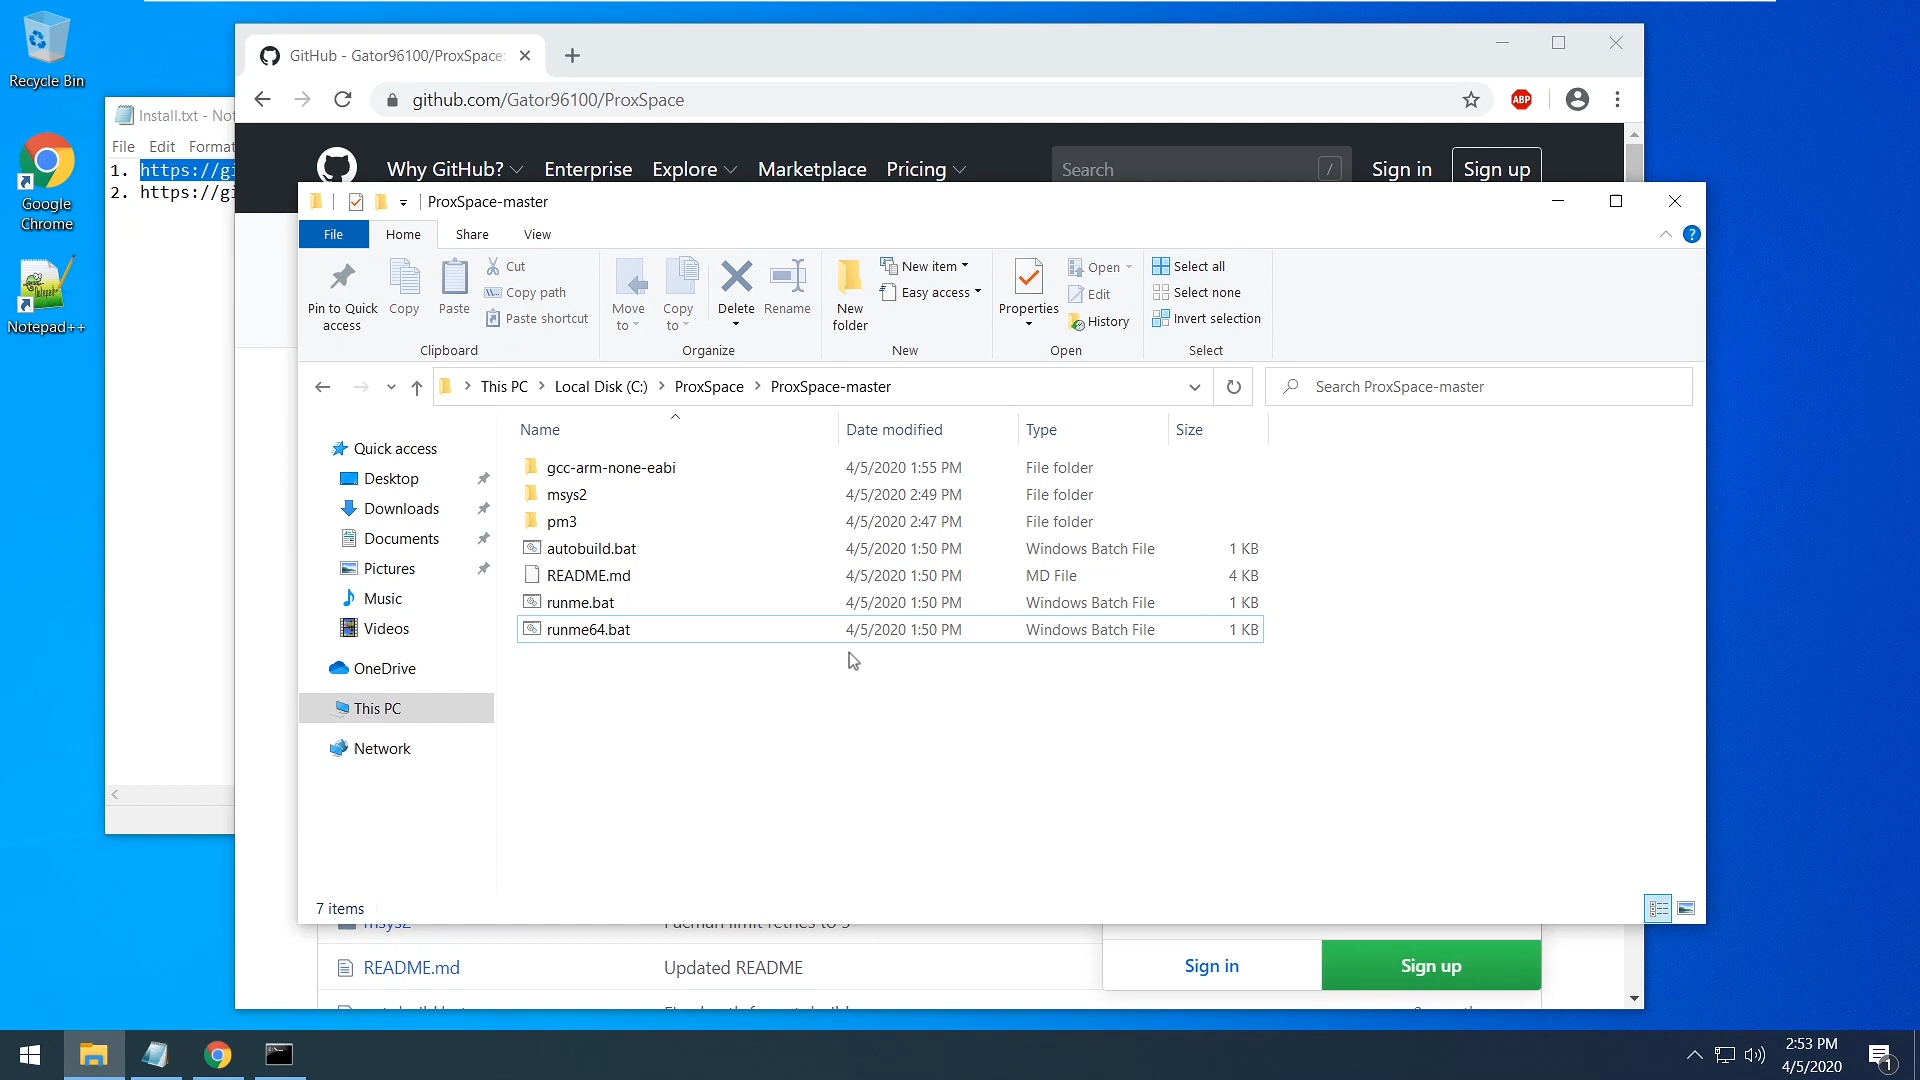 Recycle Bin
Google
Chrome
Notepad++
Install.txt - Not
File Edit Format
1. https://gi
2. https://gi
GitHub - Gator96100/ProxSpace:
github.com/Gator96100/ProxSpace
ABP
Why GitHub? Enterprise Explore Marketplace Pricing
Search /
Sign in Sign up
ProxSpace-master
File Home Share View
Pin to Quick
access
Copy
Paste
Cut
Copy path
Paste shortcut
Clipboard
Move
to
Copy
to
Delete
Rename
Organize
New
folder
New item
Easy access
New
Properties
Open
Edit
History
Open
Select all
Select none
Invert selection
Select
This PC Local Disk (C:) ProxSpace ProxSpace-master
Search ProxSpace-master
Quick access
Desktop
Downloads
Documents
Pictures
Music
Videos
OneDrive
This PC
Network
Name Date modified Type Size
gcc-arm-none-eabi 4/5/2020 1:55 PM File folder
msys2 4/5/2020 2:49 PM File folder
pm3 4/5/2020 2:47 PM File folder
autobuild.bat 4/5/2020 1:50 PM Windows Batch File 1 KB
README.md 4/5/2020 1:50 PM MD File 4 KB
runme.bat 4/5/2020 1:50 PM Windows Batch File 1 KB
runme64.bat 4/5/2020 1:50 PM Windows Batch File 1 KB
7 items
msys2 Pacman limit retries to 3
README.md Updated README
Sign in Sign up
2:53 PM
4/5/2020
1